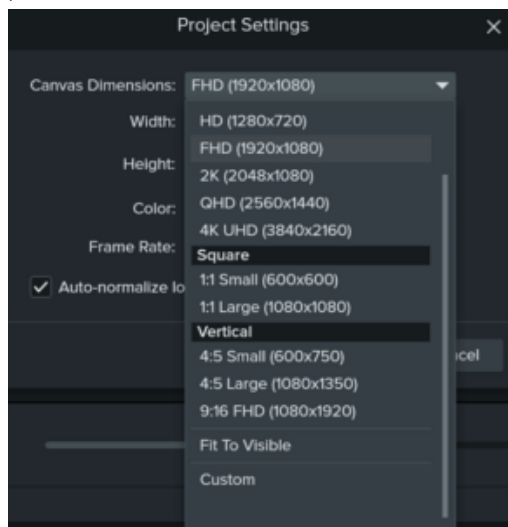 Project Settings
Canvas Dimensions: FHD (1920x1080)
Width:
Height:
Color:
Frame Rate:
Auto-normalize lo
HD (1280x720)
FHD (1920x1080)
2K (2048x1080)
QHD (2560x1440)
4K UHD (3840x2160)
Square
1:1 Small (600x600)
1:1 Large (1080x1080)
Vertical
4:5 Small (600x750)
4:5 Large (1080x1350)
9:16 FHD (1080x1920)
Fit To Visible
Custom
cel